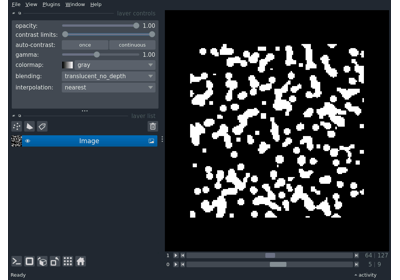 File View Plugins Window Help
layer controls
opacity: 1.00
contrast limits:
auto-contrast: once continuous
gamma: 1.00
colormap: gray
blending: translucent_no_depth
interpolation: nearest
layer list
Image
1 64 127
0 5 9
Ready activity